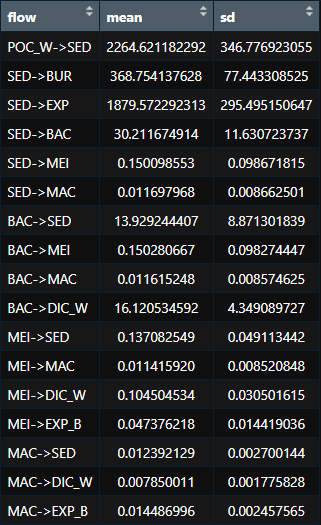 flow mean sd
POC_W->SED 2264.621182292 346.776923055
SED->BUR 368.754137628 77.443308525
SED->EXP 1879.572292313 295.495150647
SED->BAC 30.211674914 11.630723737
SED->MEI 0.150098553 0.098671815
SED->MAC 0.011697968 0.008662501
BAC->SED 13.929244407 8.871301839
BAC->MEI 0.150280667 0.098274447
BAC->MAC 0.011615248 0.008574625
BAC->DIC_W 16.120534592 4.349089727
MEI->SED 0.137082549 0.049113442
MEI->MAC 0.011415920 0.008520848
MEI->DIC_W 0.104504534 0.030501615
MEI->EXP_B 0.047376218 0.014419036
MAC->SED 0.012392129 0.002700144
MAC->DIC_W 0.007850011 0.001775828
MAC->EXP_B 0.014486996 0.002457565